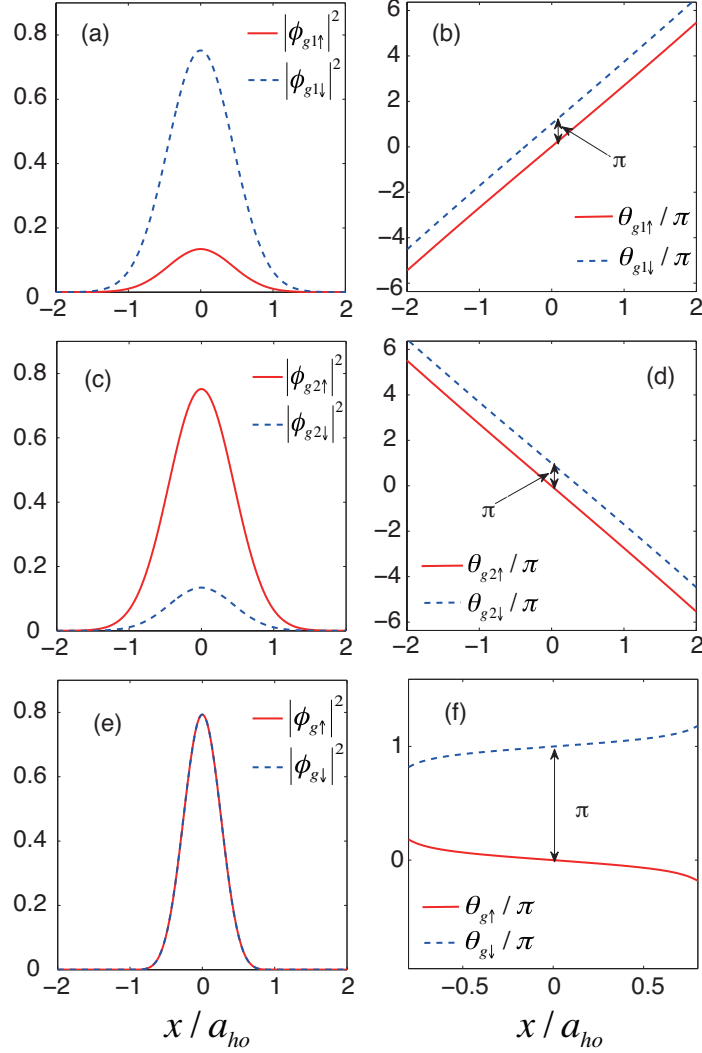 (a)
|ϕg1↑|²
|ϕg1↓|²
0.8
0.6
0.4
0.2
0
−2 −1 0 1 2
(b)
6
4
2
0
−2
−4
−6
π
θg1↑ / π
θg1↓ / π
−2 −1 0 1 2
(c)
|ϕg2↑|²
|ϕg2↓|²
0.8
0.6
0.4
0.2
0
−2 −1 0 1 2
(d)
6
4
2
0
−2
−4
−6
π
θg2↑ / π
θg2↓ / π
−2 −1 0 1 2
(e)
|ϕg↑|²
|ϕg↓|²
0.8
0.6
0.4
0.2
0
−2 −1 0 1 2
x / aho
(f)
1
0
π
θg↑ / π
θg↓ / π
−0.5 0 0.5
x / aho